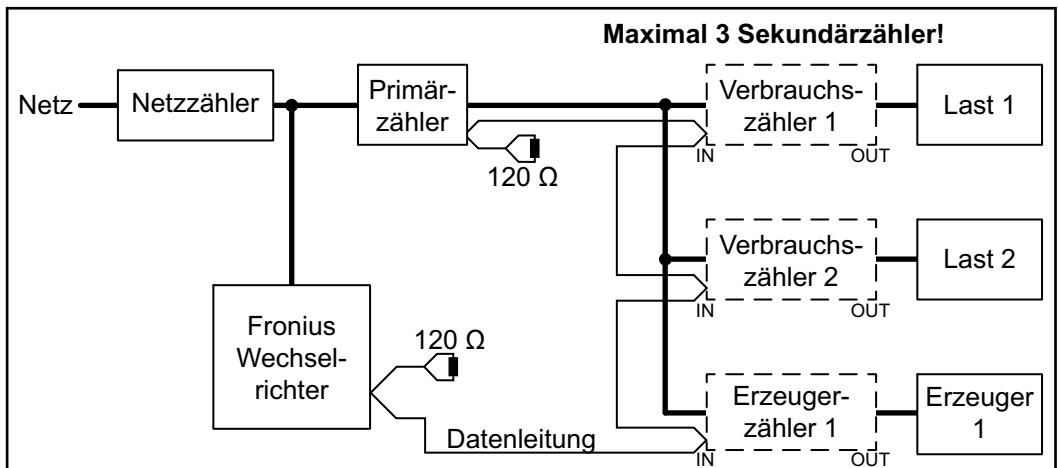 Maximal 3 Sekundärzähler!
Netz
Netzzähler
Primär-
zähler
120 Ω
Verbrauchs-
zähler 1
IN
OUT
Last 1
Verbrauchs-
zähler 2
IN
OUT
Last 2
Fronius
Wechsel-
richter
120 Ω
Datenleitung
Erzeuger-
zähler 1
IN
OUT
Erzeuger
1